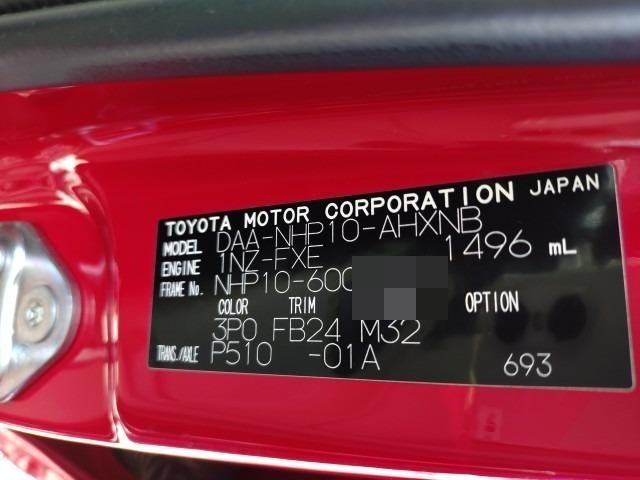 TOYOTA MOTOR CORPORATION JAPAN
MODEL DAA-NHP10-AHXNB
ENGINE 1NZ-FXE 1496 mL
FRAME No. NHP10-600
COLOR TRIM OPTION
3P0 FB24 M32
TRANS./AXLE P510 -01A 693